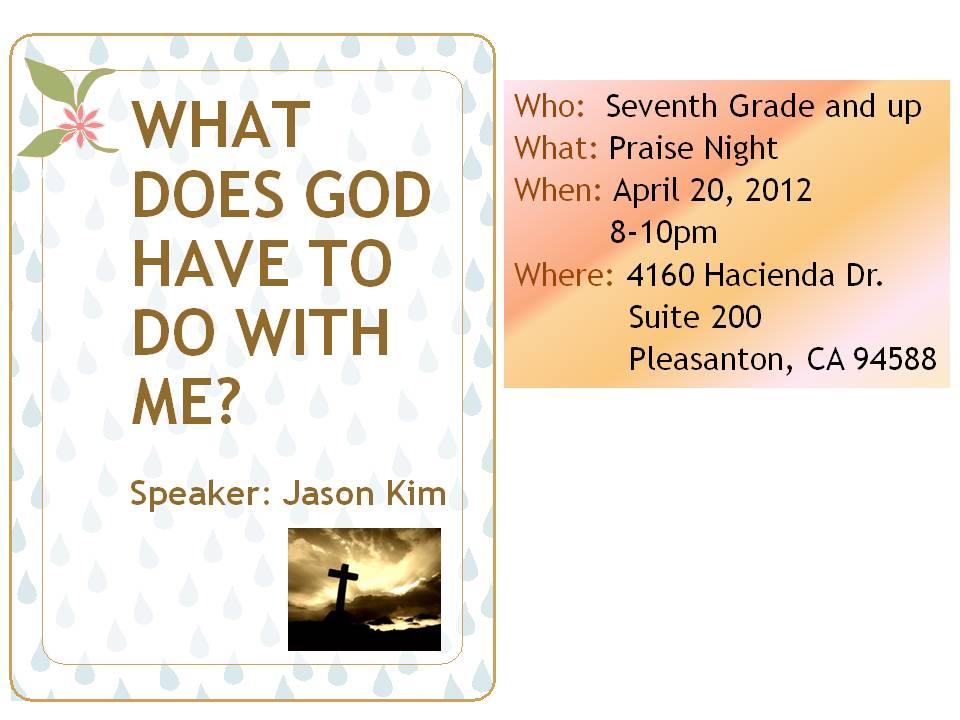 WHAT
DOES GOD
HAVE TO
DO WITH
ME?
Speaker: Jason Kim
Who: Seventh Grade and up
What: Praise Night
When: April 20, 2012
8-10pm
Where: 4160 Hacienda Dr.
Suite 200
Pleasanton, CA 94588